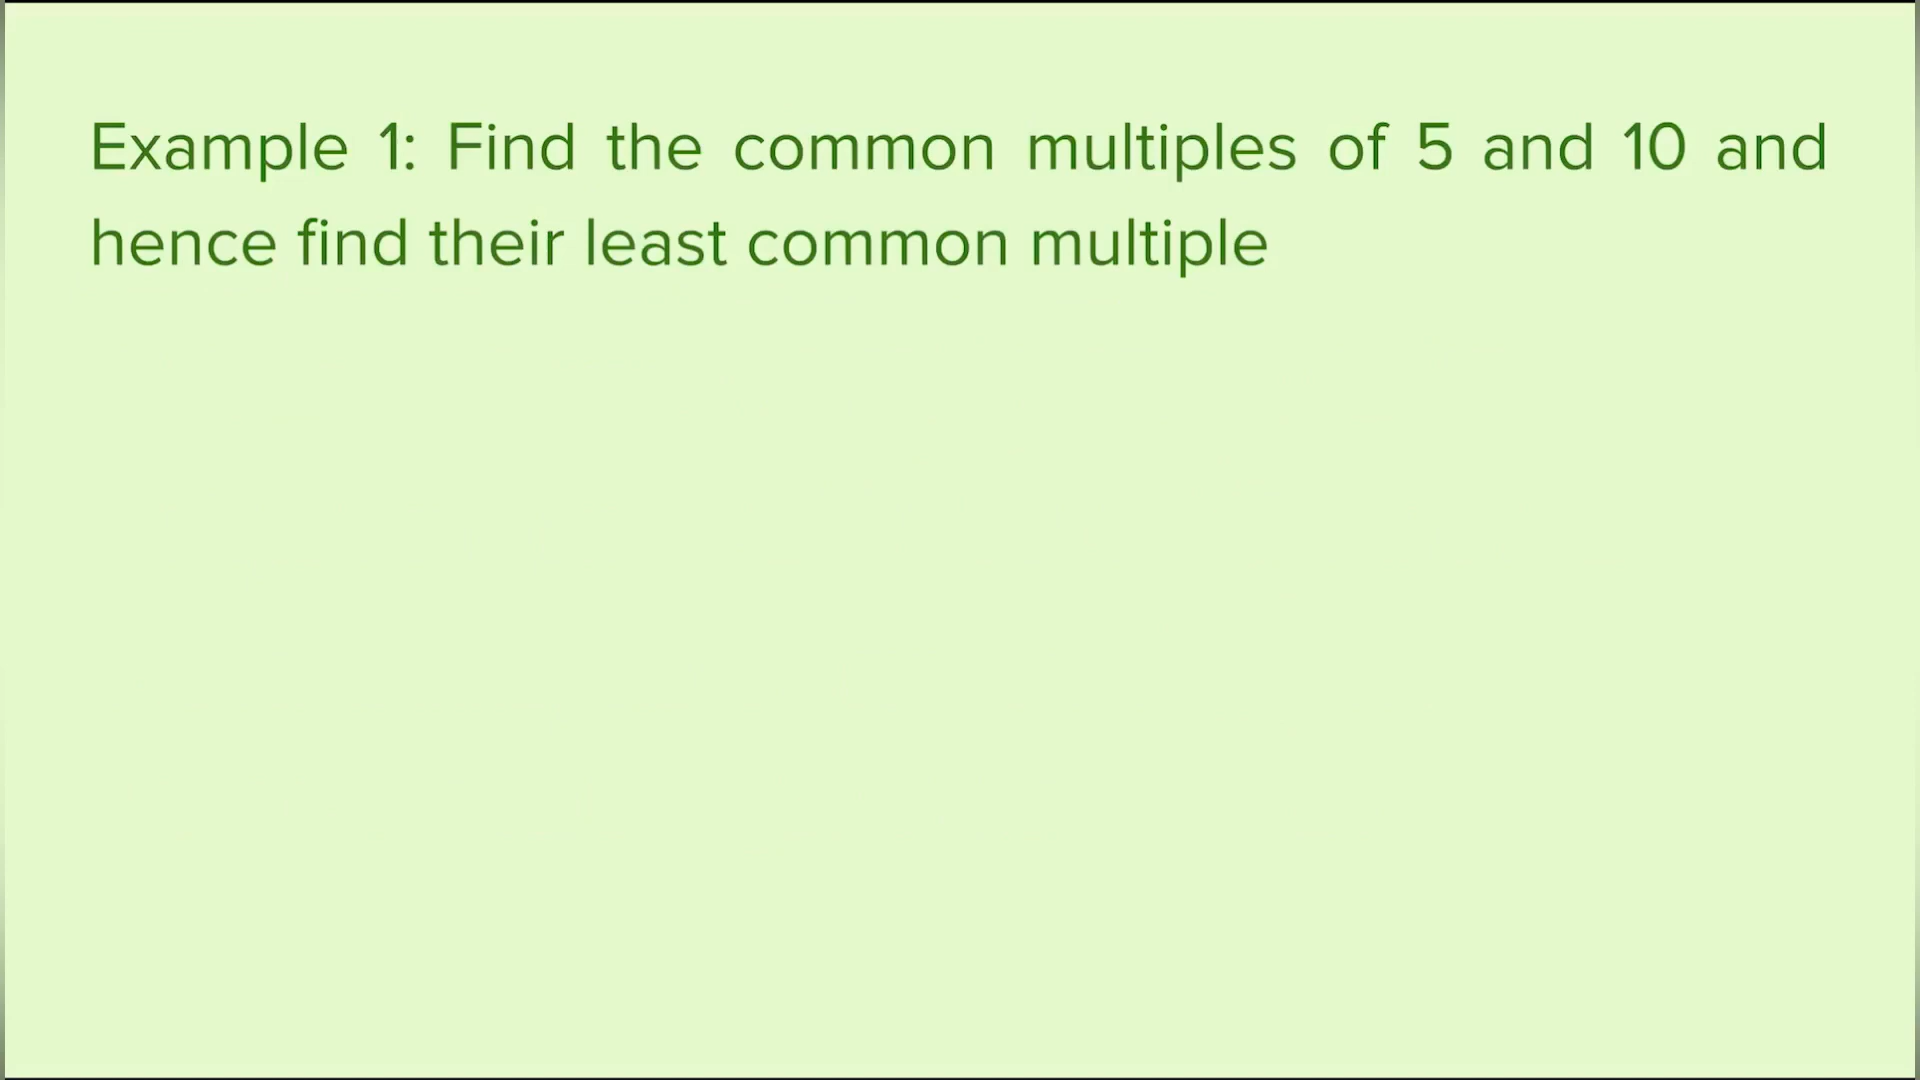 Example 1: Find the common multiples of 5 and 10 and
hence find their least common multiple